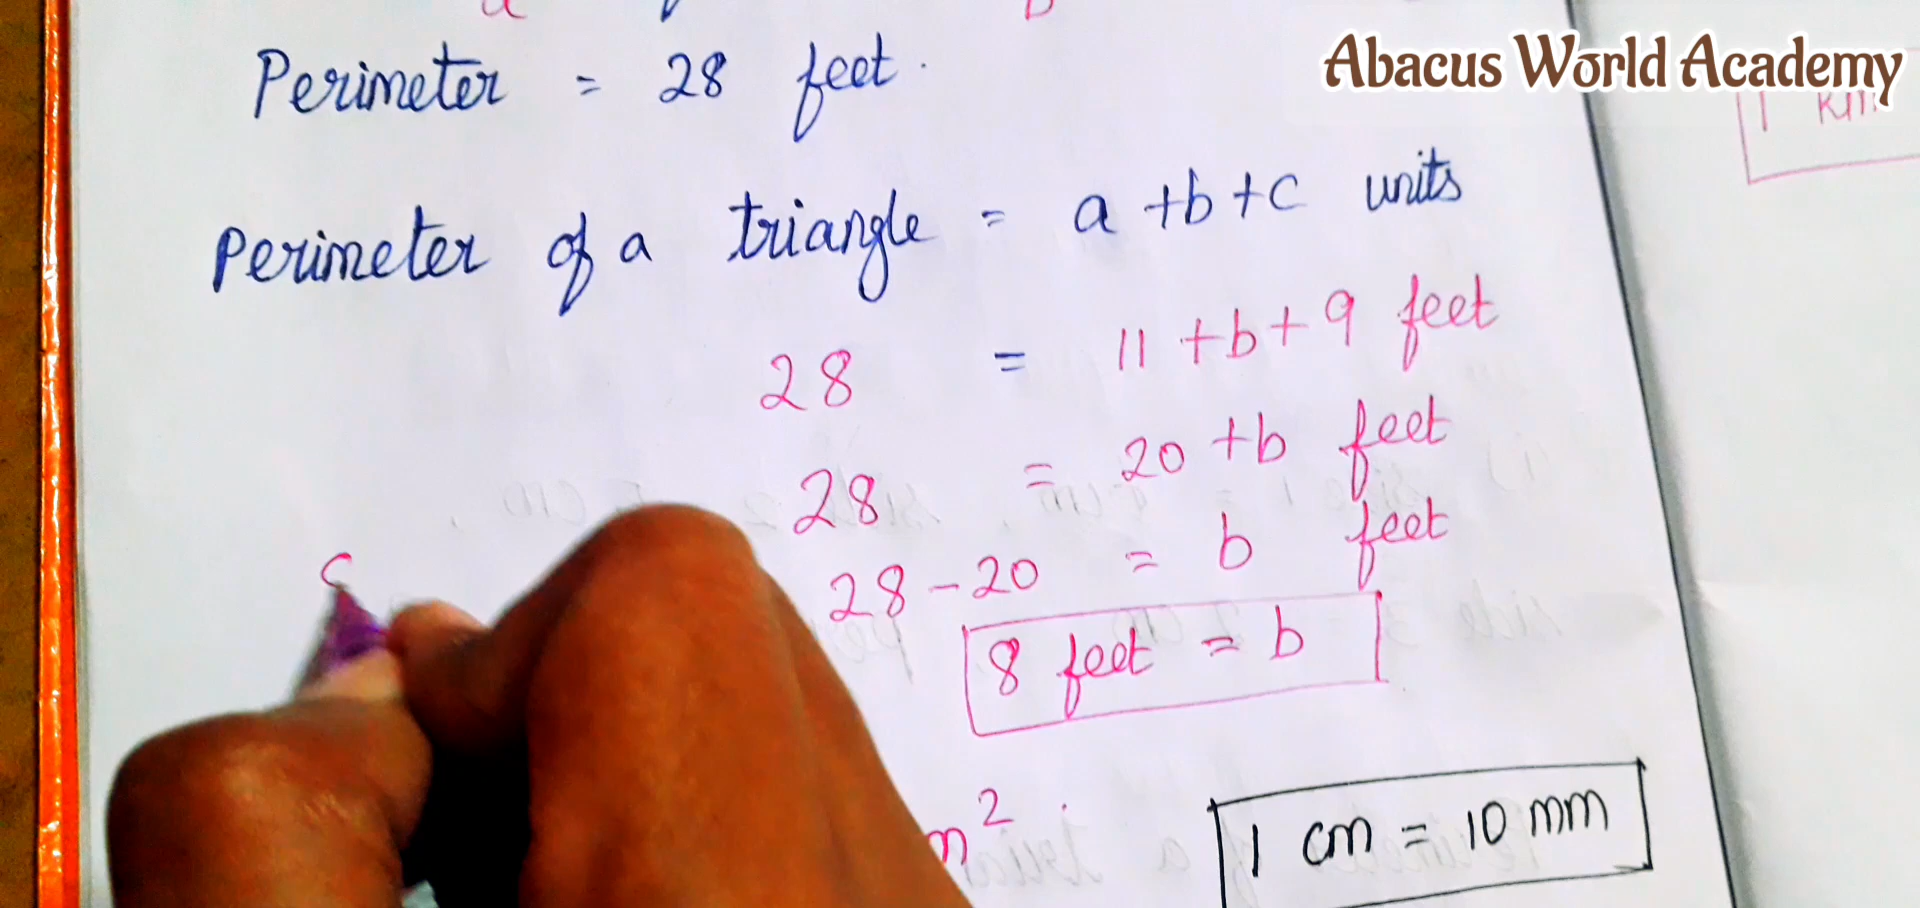 Abacus World Academy
Perimeter = 28 feet.
Perimeter of a triangle = a + b + c units
28 = 11 + b + 9 feet
28 = 20 + b feet
28 - 20 = b feet
8 feet = b
m².
1 cm = 10 mm